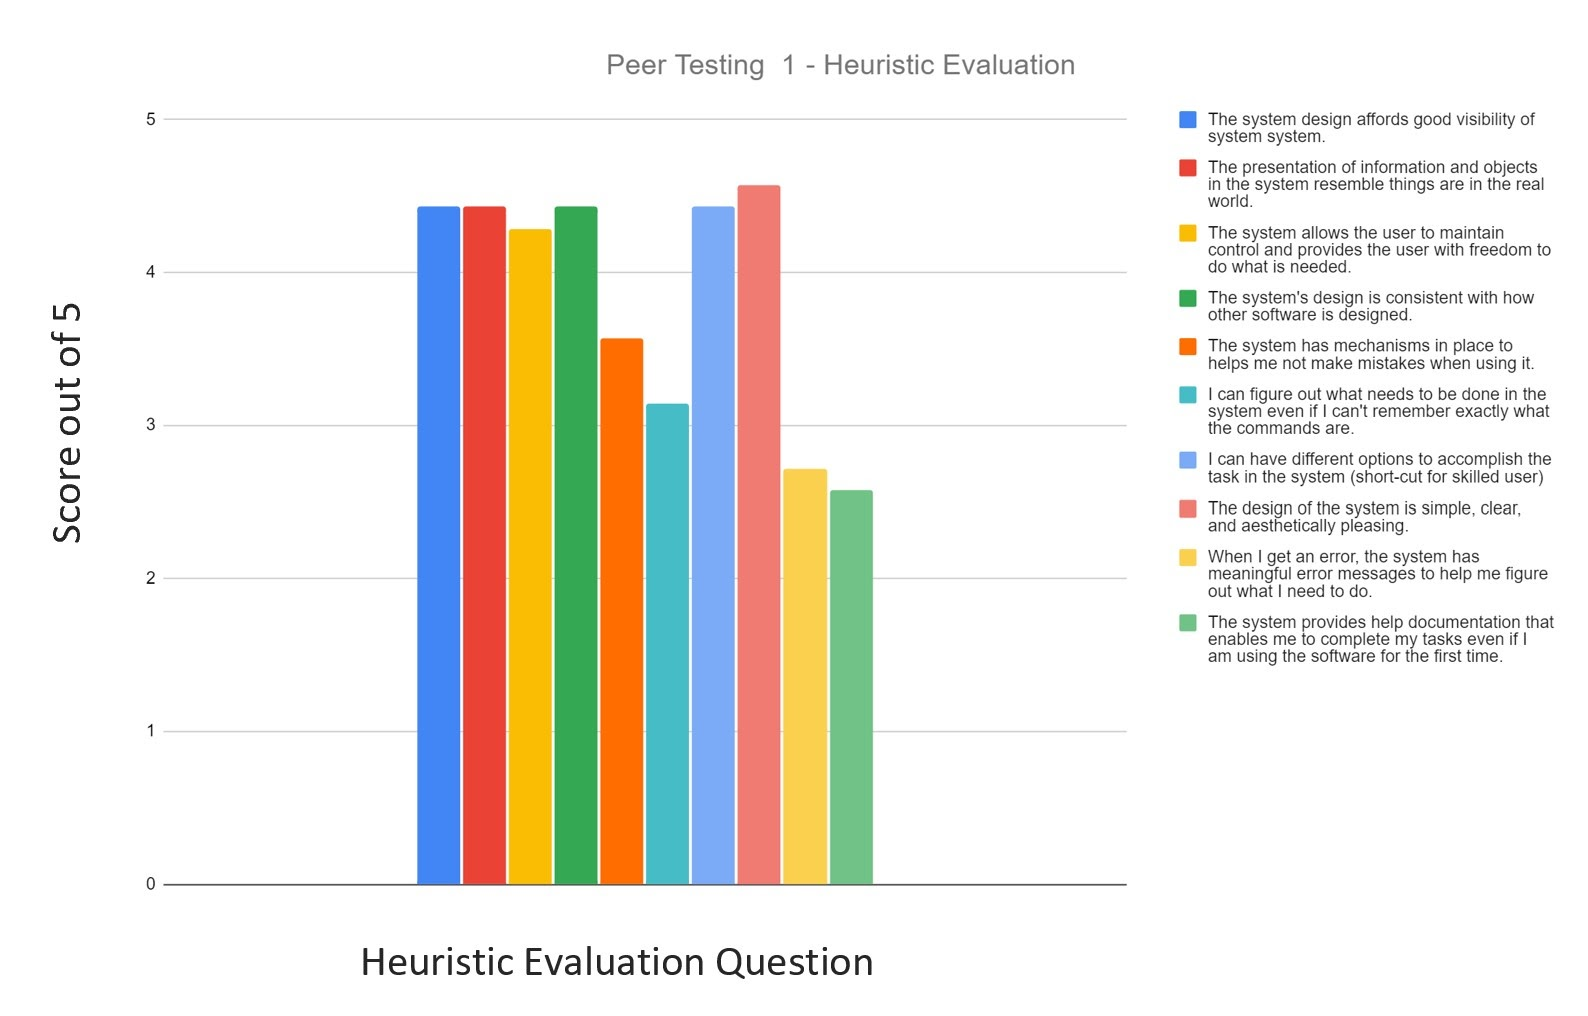 Peer Testing  1 - Heuristic Evaluation
5
4
3
2
1
0
Score out of 5
Heuristic Evaluation Question
The system design affords good visibility of
system system.
The presentation of information and objects
in the system resemble things are in the real
world.
The system allows the user to maintain
control and provides the user with freedom to
do what is needed.
The system's design is consistent with how
other software is designed.
The system has mechanisms in place to
helps me not make mistakes when using it.
I can figure out what needs to be done in the
system even if I can't remember exactly what
the commands are.
I can have different options to accomplish the
task in the system (short-cut for skilled user)
The design of the system is simple, clear,
and aesthetically pleasing.
When I get an error, the system has
meaningful error messages to help me figure
out what I need to do.
The system provides help documentation that
enables me to complete my tasks even if I
am using the software for the first time.